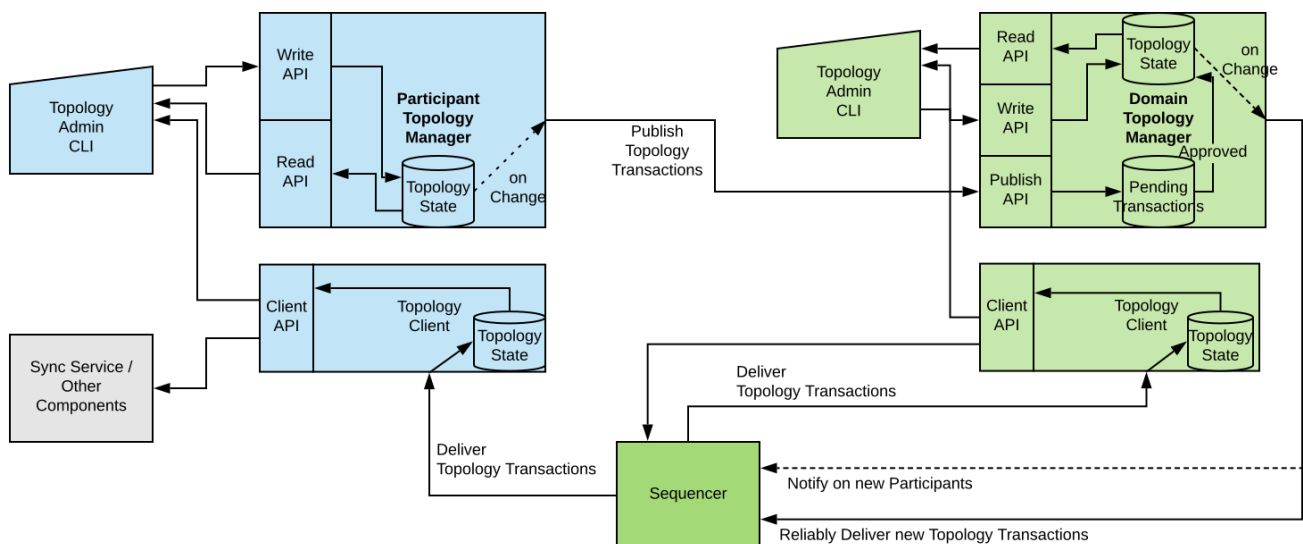 Topology
Admin
CLI
Write
API
Read
API
Participant
Topology
Manager
Topology
State
on
Change
Publish
Topology
Transactions
Topology
Admin
CLI
Read
API
Write
API
Publish
API
Topology
State
on
Change
Domain
Topology
Manager
Approved
Pending
Transactions
Client
API
Topology
Client
Topology
State
Sync Service /
Other
Components
Client
API
Topology
Client
Topology
State
Deliver
Topology Transactions
Deliver
Topology Transactions
Sequencer
Notify on new Participants
Reliably Deliver new Topology Transactions